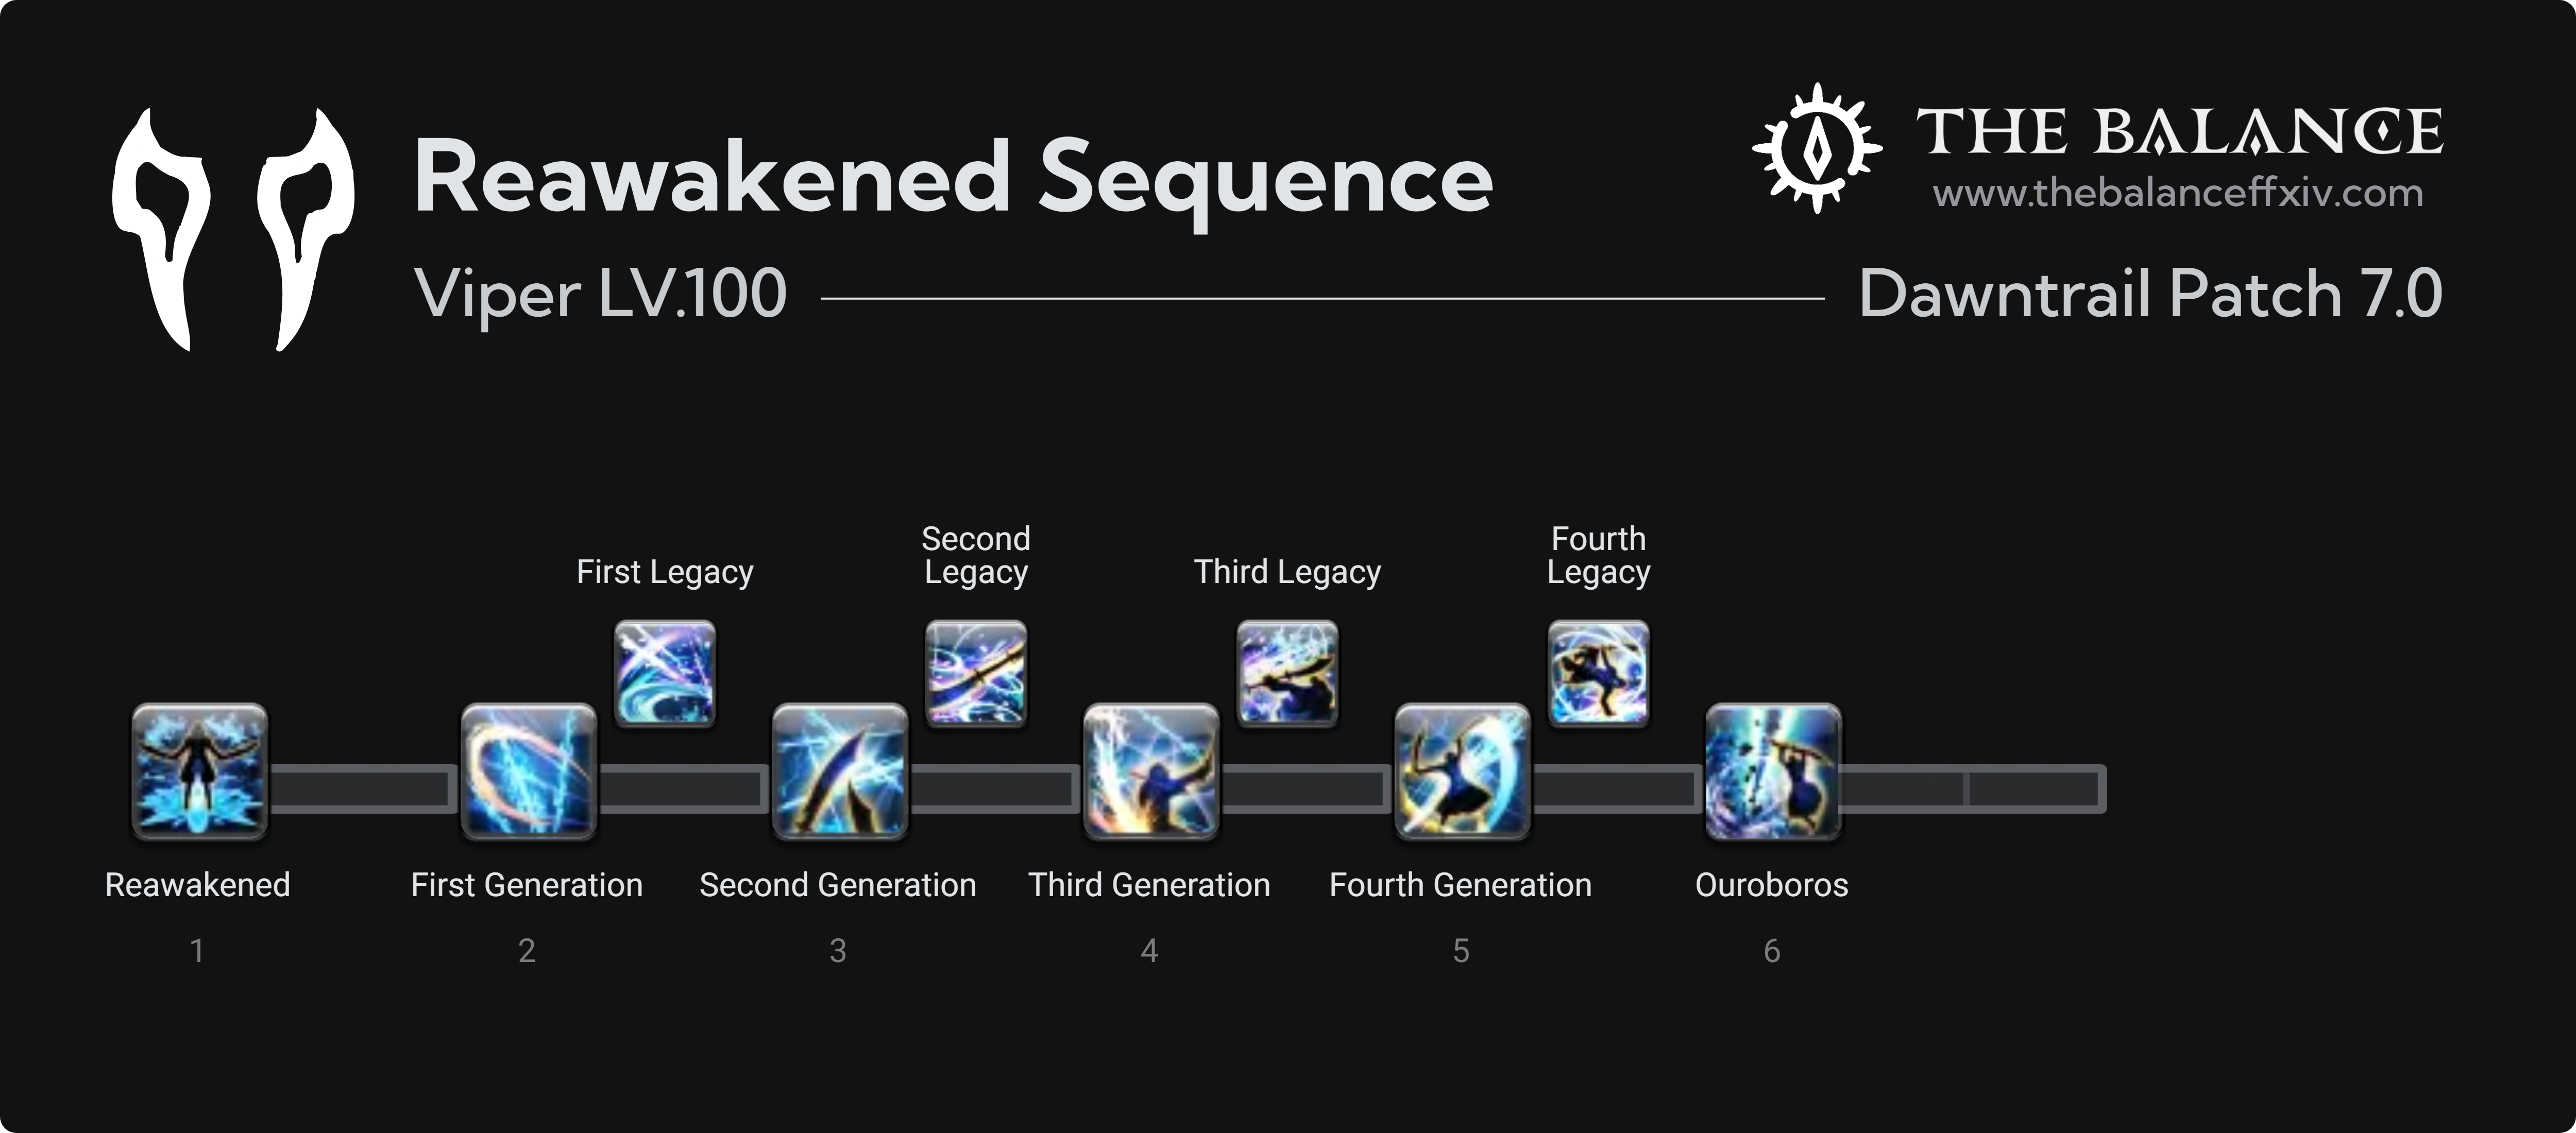 Reawakened Sequence
THE BALANCE
www.thebalanceffxiv.com
Viper LV.100
Dawntrail Patch 7.0
First Legacy
Second
Legacy
Third Legacy
Fourth
Legacy
Reawakened
First Generation
Second Generation
Third Generation
Fourth Generation
Ouroboros
1
2
3
4
5
6